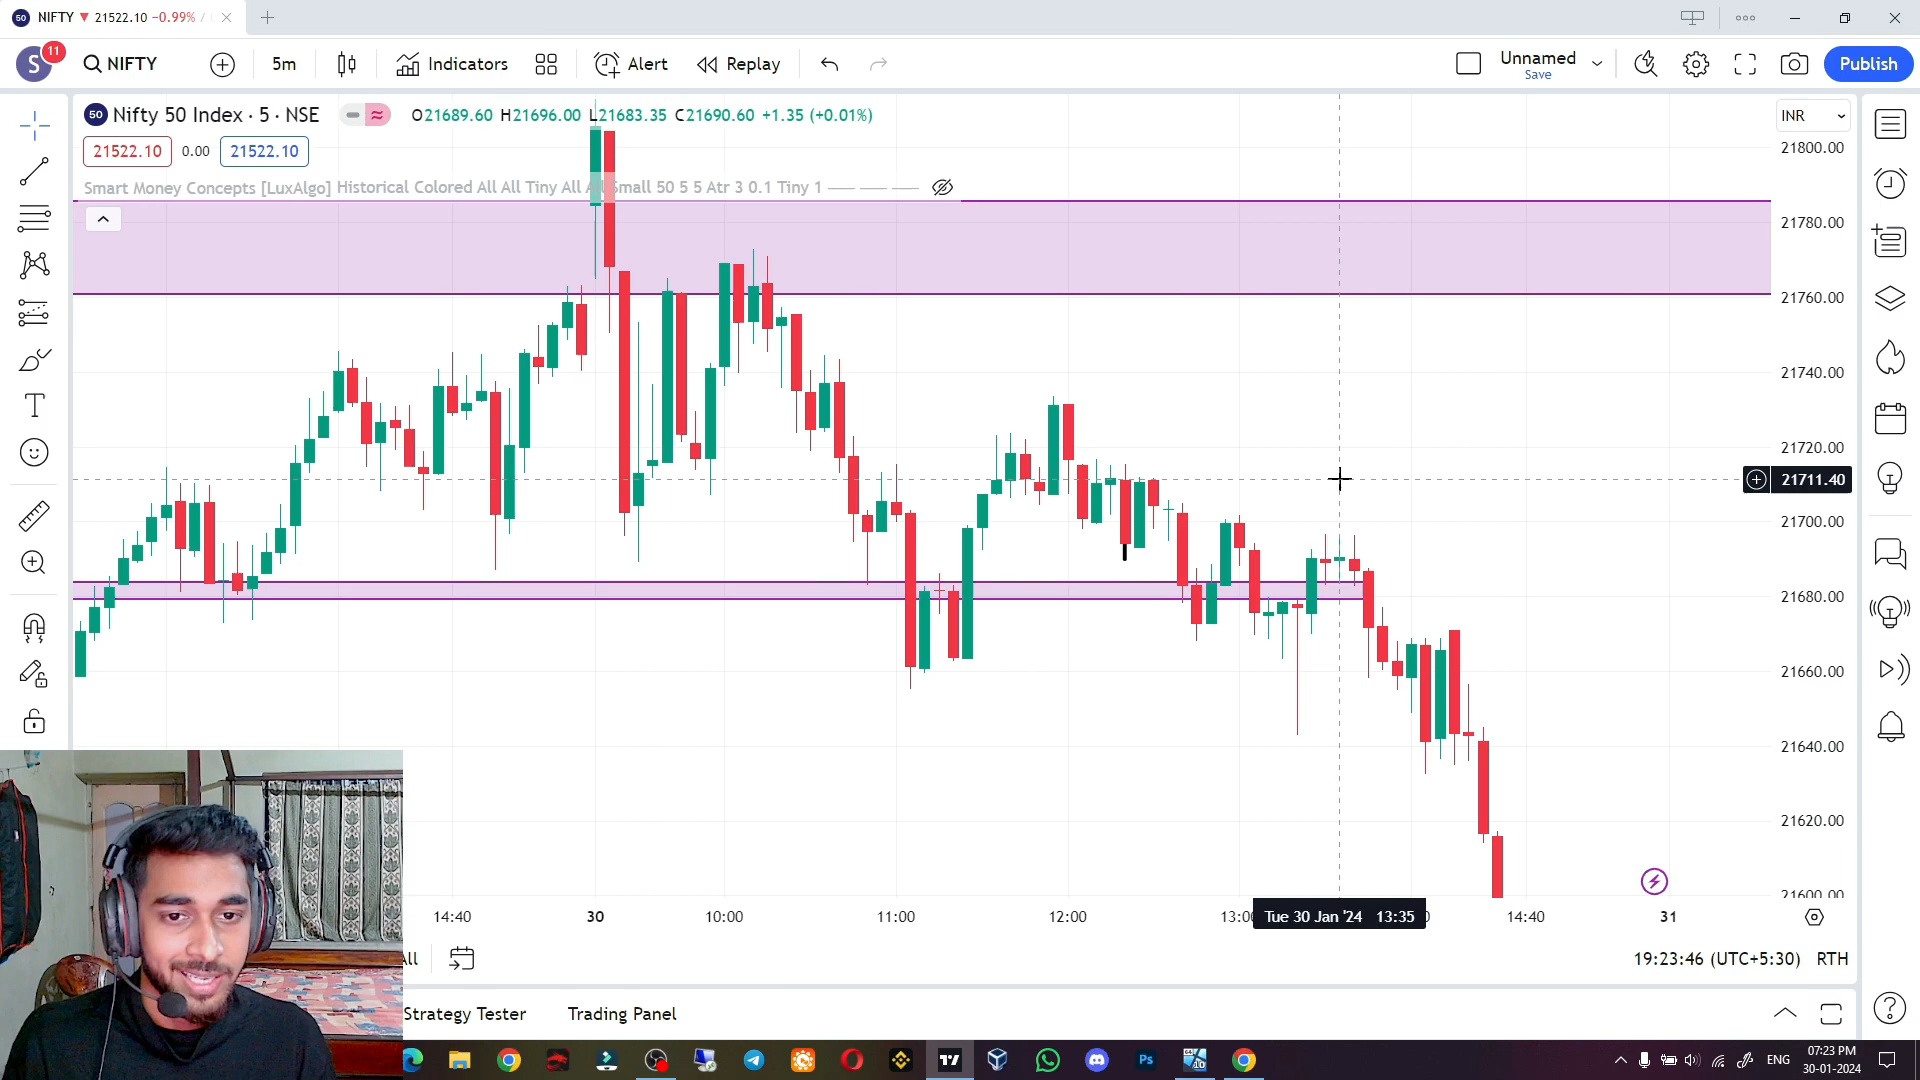 50 NIFTY 21522.10 −0.99% /
S 11 NIFTY 5m Indicators Alert Replay Unnamed Save Publish
50 Nifty 50 Index · 5 · NSE O21689.60 H21696.00 L21683.35 C21690.60 +1.35 (+0.01%) INR
21522.10 0.00 21522.10
Smart Money Concepts [LuxAlgo] Historical Colored All All Tiny All All Small 50 5 5 Atr 3 0.1 Tiny 1
21800.00
21780.00
21760.00
21740.00
21720.00
21711.40
21700.00
21680.00
21660.00
21640.00
21620.00
21600.00
14:40 30 10:00 11:00 12:00 13:00 Tue 30 Jan '24 13:35 14:40 31
All 19:23:46 (UTC+5:30) RTH
Strategy Tester Trading Panel
Ps ENG 07:23 PM
30-01-2024